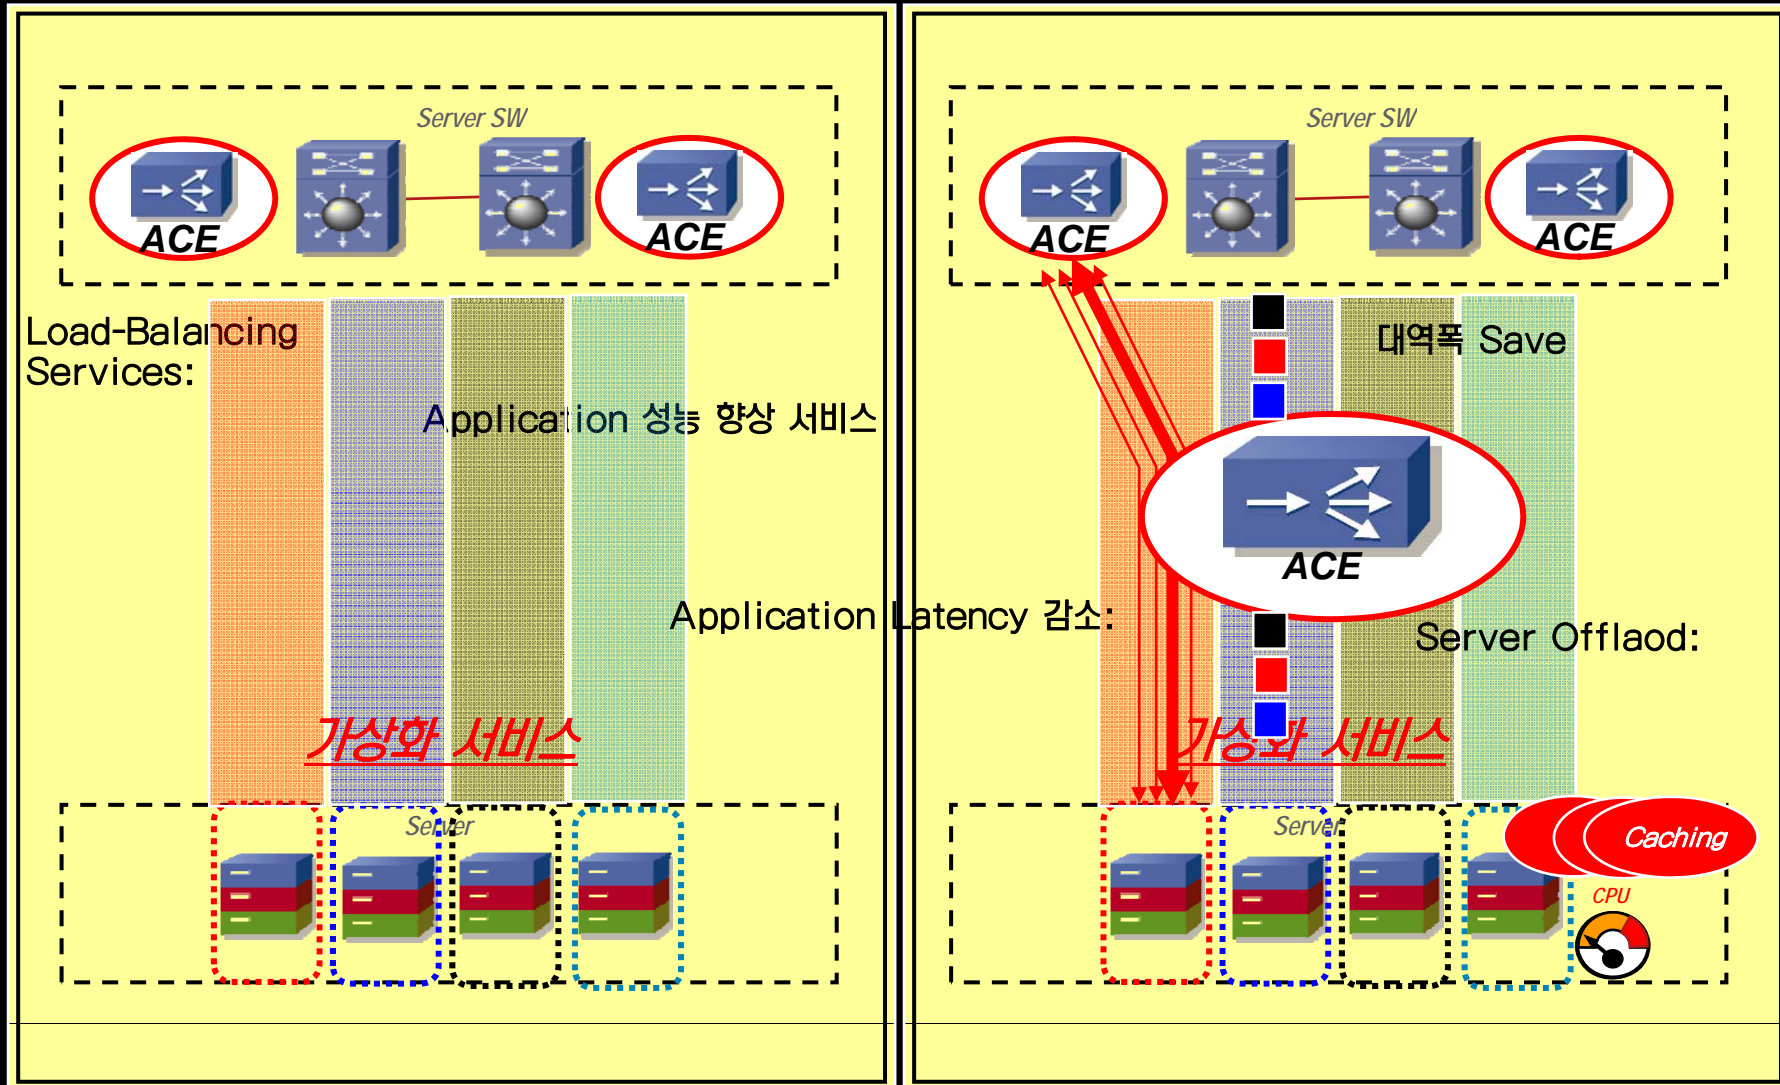 Server SW
ACE
ACE
Load-Balancing
Services:
Application 성능 향상 서비스
가상화 서비스
Server
Server SW
ACE
ACE
대역폭 Save
ACE
Application Latency 감소:
Server Offlaod:
가상화 서비스
Server
Caching
CPU